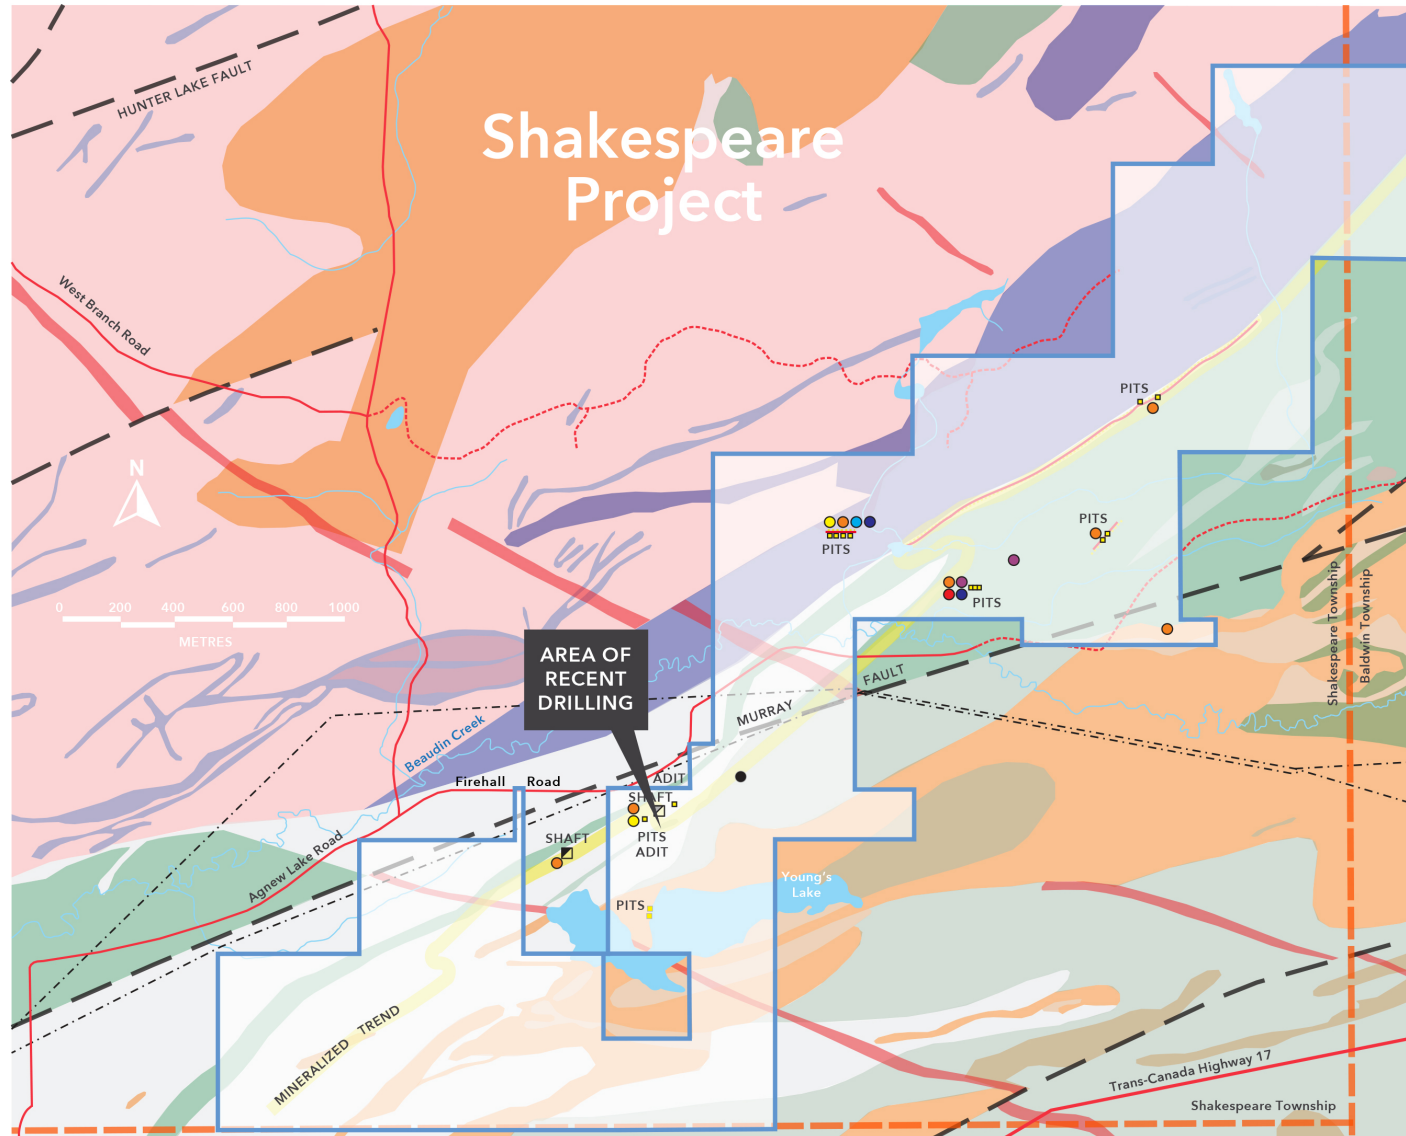 HUNTER LAKE FAULT
Shakespeare
Project
West Branch Road
PITS
N
PITS
PITS
PITS
0 200 400 600 800 1000
METRES
Shakespeare Township
Baldwin Township
AREA OF
RECENT
DRILLING
FAULT
MURRAY
Beaudin Creek
Firehall Road
ADIT
SHAFT
SHAFT
PITS
ADIT
Agnew Lake Road
Young's
Lake
PITS
MINERALIZED TREND
Trans-Canada Highway 17
Shakespeare Township